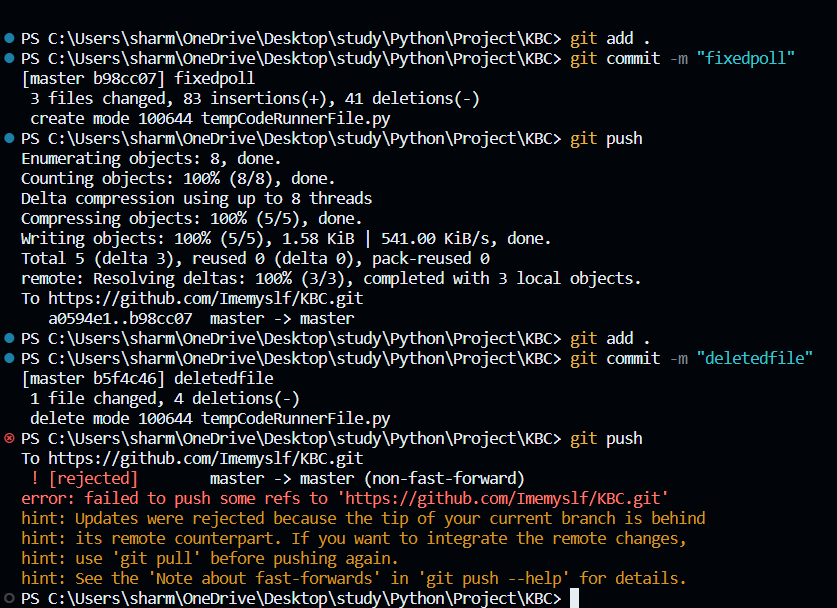 PS C:\Users\sharm\OneDrive\Desktop\study\Python\Project\KBC> git add .
PS C:\Users\sharm\OneDrive\Desktop\study\Python\Project\KBC> git commit -m "fixedpoll"
[master b98cc07] fixedpoll
 3 files changed, 83 insertions(+), 41 deletions(-)
 create mode 100644 tempCodeRunnerFile.py
PS C:\Users\sharm\OneDrive\Desktop\study\Python\Project\KBC> git push
Enumerating objects: 8, done.
Counting objects: 100% (8/8), done.
Delta compression using up to 8 threads
Compressing objects: 100% (5/5), done.
Writing objects: 100% (5/5), 1.58 KiB | 541.00 KiB/s, done.
Total 5 (delta 3), reused 0 (delta 0), pack-reused 0
remote: Resolving deltas: 100% (3/3), completed with 3 local objects.
To https://github.com/Imemyslf/KBC.git
   a0594e1..b98cc07  master -> master
PS C:\Users\sharm\OneDrive\Desktop\study\Python\Project\KBC> git add .
PS C:\Users\sharm\OneDrive\Desktop\study\Python\Project\KBC> git commit -m "deletedfile"
[master b5f4c46] deletedfile
 1 file changed, 4 deletions(-)
 delete mode 100644 tempCodeRunnerFile.py
PS C:\Users\sharm\OneDrive\Desktop\study\Python\Project\KBC> git push
To https://github.com/Imemyslf/KBC.git
 ! [rejected]        master -> master (non-fast-forward)
error: failed to push some refs to 'https://github.com/Imemyslf/KBC.git'
hint: Updates were rejected because the tip of your current branch is behind
hint: its remote counterpart. If you want to integrate the remote changes,
hint: use 'git pull' before pushing again.
hint: See the 'Note about fast-forwards' in 'git push --help' for details.
PS C:\Users\sharm\OneDrive\Desktop\study\Python\Project\KBC>